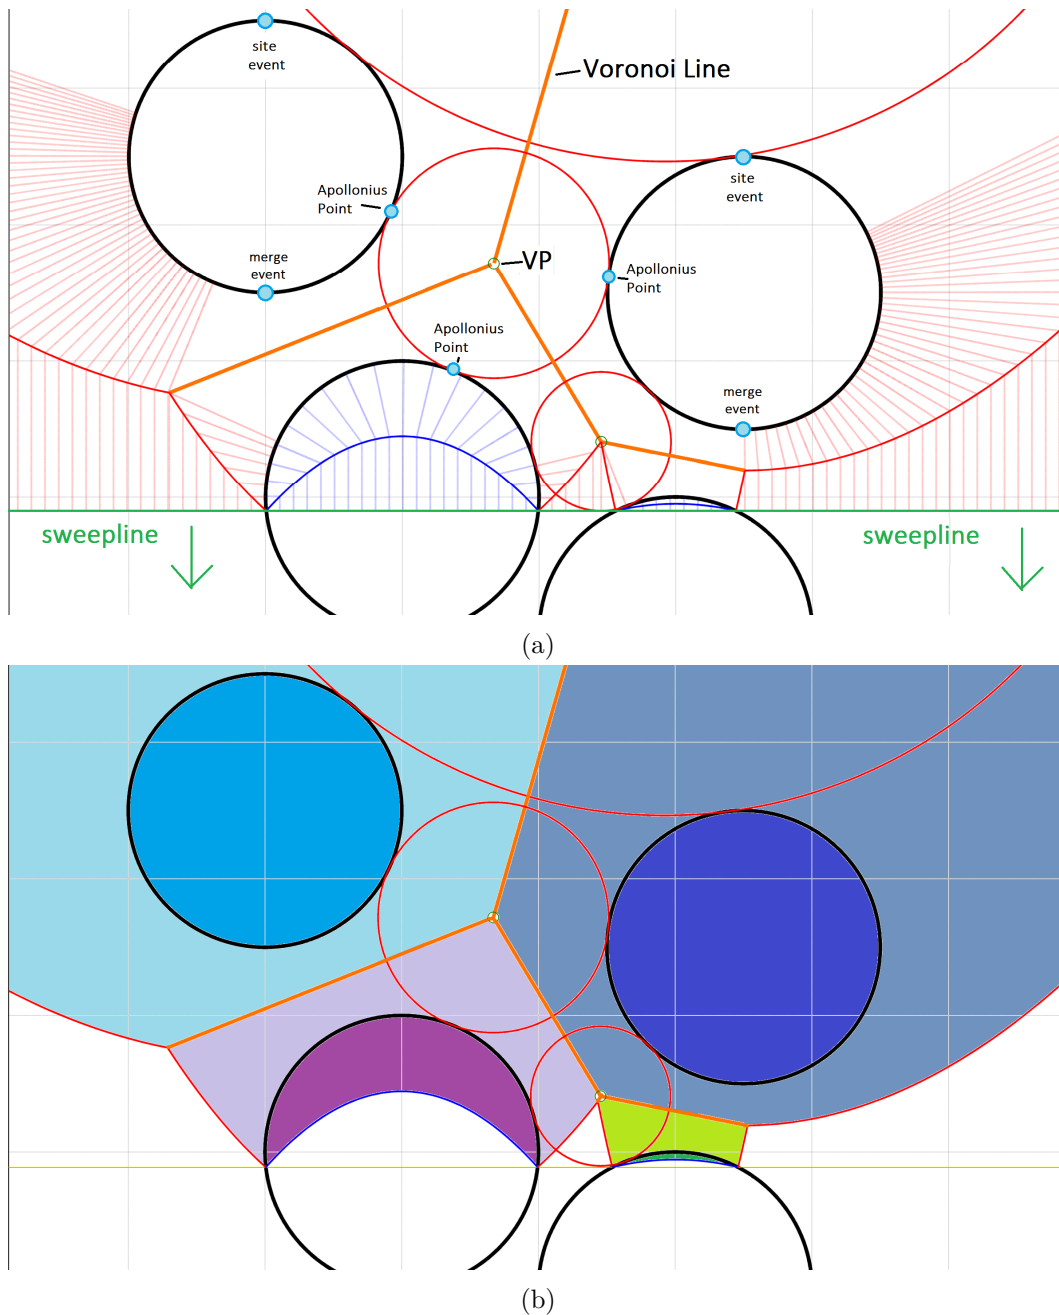 site
event
Voronoi Line
site
event
Apollonius
Point
merge
event
VP
Apollonius
Point
Apollonius
Point
merge
event
sweepline
sweepline
(a)
(b)